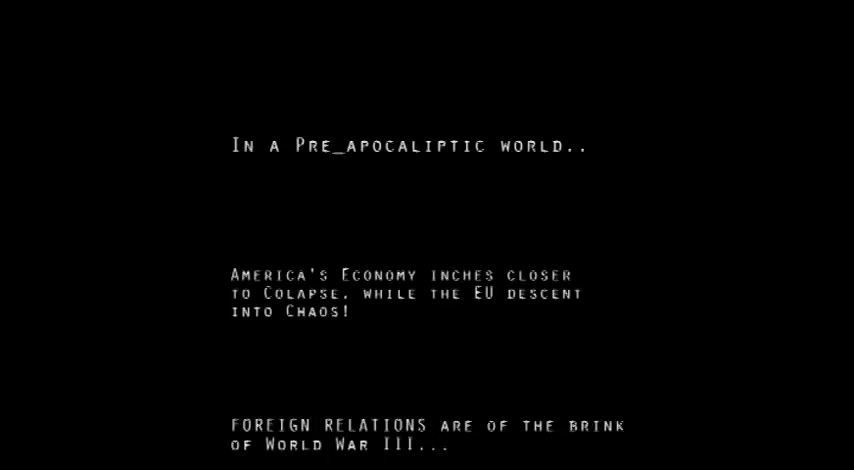 In a Pre_apocaliptic world..
America's Economy inches closer
to Colapse, while the EU descent
into Chaos!
FOREIGN RELATIONS are of the brink
of World War III...